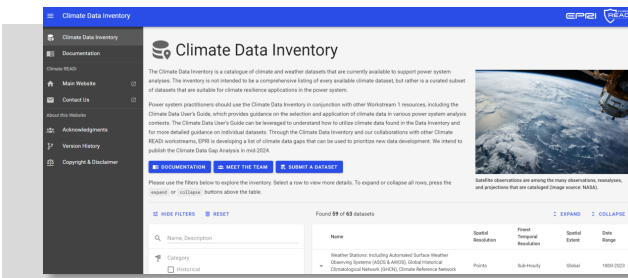 Climate Data Inventory
EPRI
READi
Climate Data Inventory
Documentation
Climate READi
Main Website
Contact Us
About this Website
Acknowledgments
Version History
Copyright & Disclaimer
Climate Data Inventory
The Climate Data Inventory is a catalogue of climate and weather datasets that are currently available to support power system
analyses. The inventory is not intended to be a comprehensive listing of every available climate dataset, but rather is a curated subset
of datasets that are suitable for climate resilience applications in the power system.
Power system practitioners should use the Climate Data Inventory in conjunction with other Workstream 1 resources, including the
Climate Data User's Guide, which provides guidance on the selection and application of climate data in various power system analysis
contexts. The Climate Data User's Guide can be leveraged to understand how to utilize climate data found in the Data Inventory and
for more detailed guidance on individual datasets. Through the Climate Data Inventory and our collaborations with other Climate
READi workstreams, EPRI is developing a list of climate data gaps that can be used to prioritize new data development. We intend to
publish the Climate Data Gap Analysis in mid-2024.
DOCUMENTATION
MEET THE TEAM
SUBMIT A DATASET
Please use the filters below to explore the inventory. Select a row to view more details. To expand or collapse all rows, press the
expand or collapse buttons above the table.
Satellite observations are among the many observations, reanalyses,
and projections that are cataloged (Image source: NASA).
HIDE FILTERS
RESET
Found 59 of 63 datasets
EXPAND
COLLAPSE
Name, Description
Category
Historical
Name
Spatial
Resolution
Finest
Temporal
Resolution
Spatial
Extent
Date
Range
Weather Stations: Including Automated Surface Weather
Observing Systems (ASOS & AWOS), Global Historical
Climatological Network (GHCN), Climate Reference Network
Points
Sub-Hourly
Global